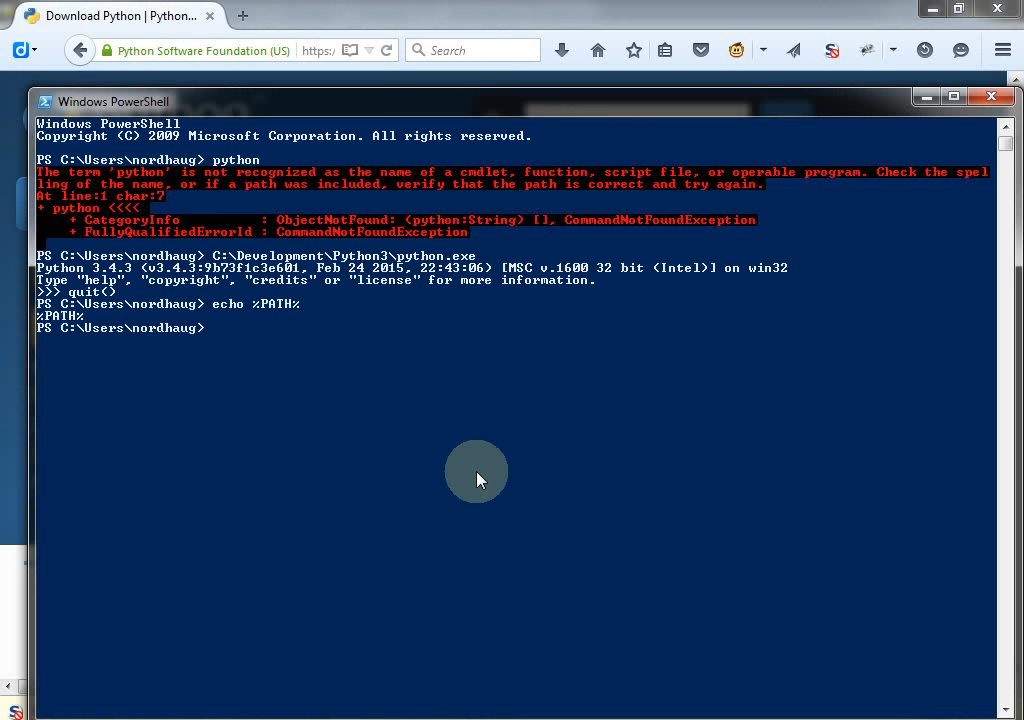 Download Python | Python...
Python Software Foundation (US)
https:/
Search
Windows PowerShell
Windows PowerShell
Copyright (C) 2009 Microsoft Corporation. All rights reserved.
PS C:\Users\nordhaug> python
The term 'python' is not recognized as the name of a cmdlet, function, script file, or operable program. Check the spel
ling of the name, or if a path was included, verify that the path is correct and try again.
At line:1 char:7
+ python <<<<
+ CategoryInfo : ObjectNotFound: (python:String) [], CommandNotFoundException
+ FullyQualifiedErrorId : CommandNotFoundException
PS C:\Users\nordhaug> C:\Development\Python3\python.exe
Python 3.4.3 (v3.4.3:9b73f1c3e601, Feb 24 2015, 22:43:06) [MSC v.1600 32 bit (Intel)] on win32
Type "help", "copyright", "credits" or "license" for more information.
>>> quit()
PS C:\Users\nordhaug> echo %PATH%
%PATH%
PS C:\Users\nordhaug>